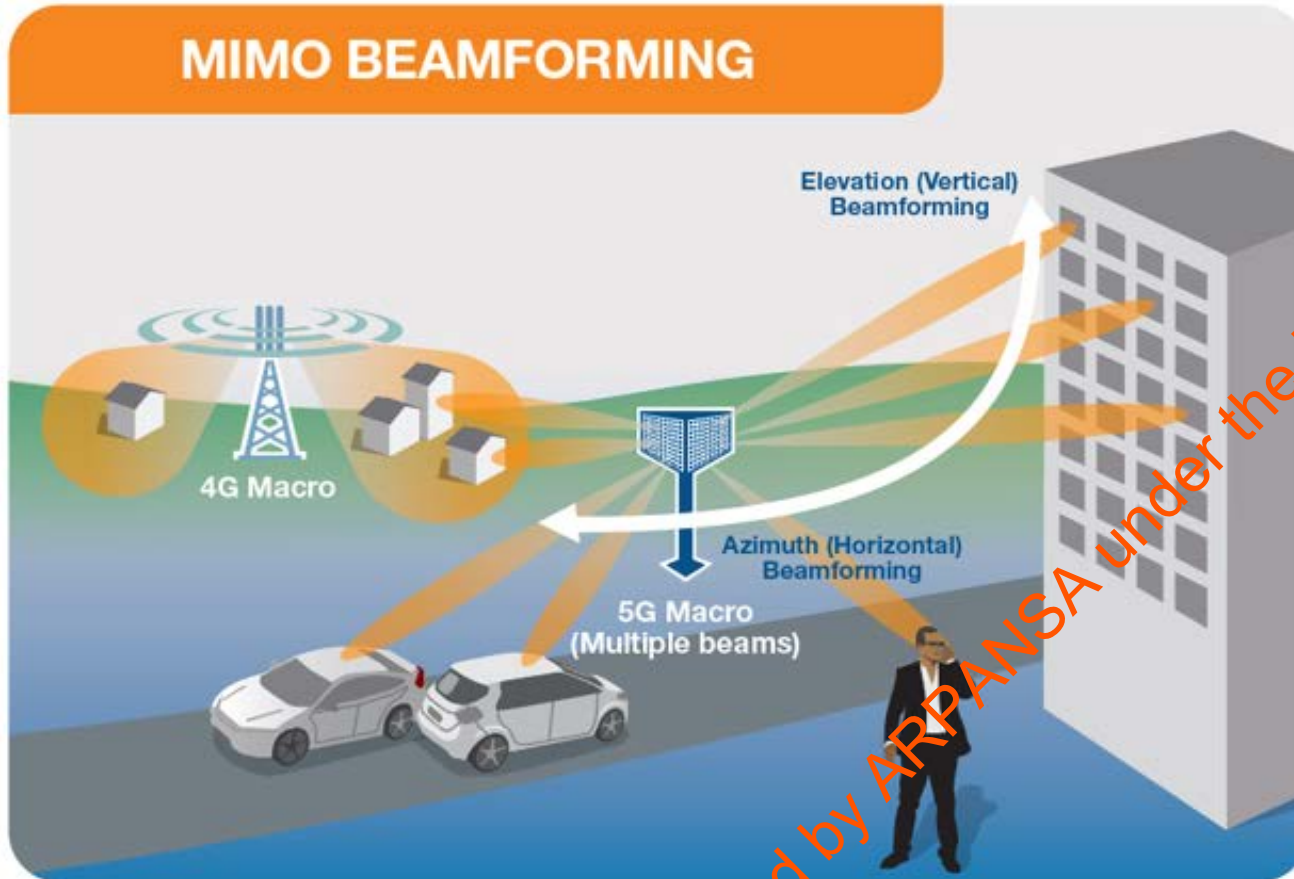 MIMO BEAMFORMING
Elevation (Vertical)
Beamforming
4G Macro
Azimuth (Horizontal)
Beamforming
5G Macro
(Multiple beams)
d by ARPANSA under the